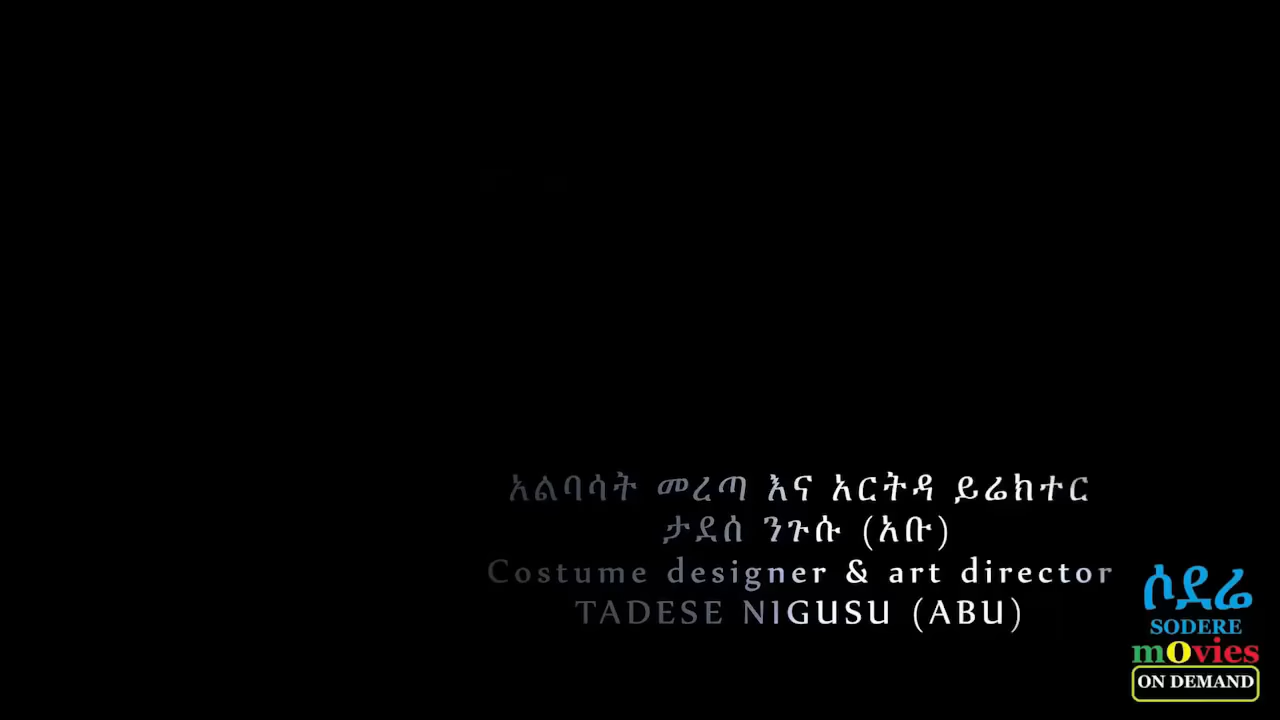 አልባሳት መረጣ እና አርትዳ ይሬክተር
ታደሰ ንጉሱ (አቡ)
Costume designer & art director
TADESE NIGUSU (ABU)
ሶደሬ
SODERE
mOvies
ON DEMAND